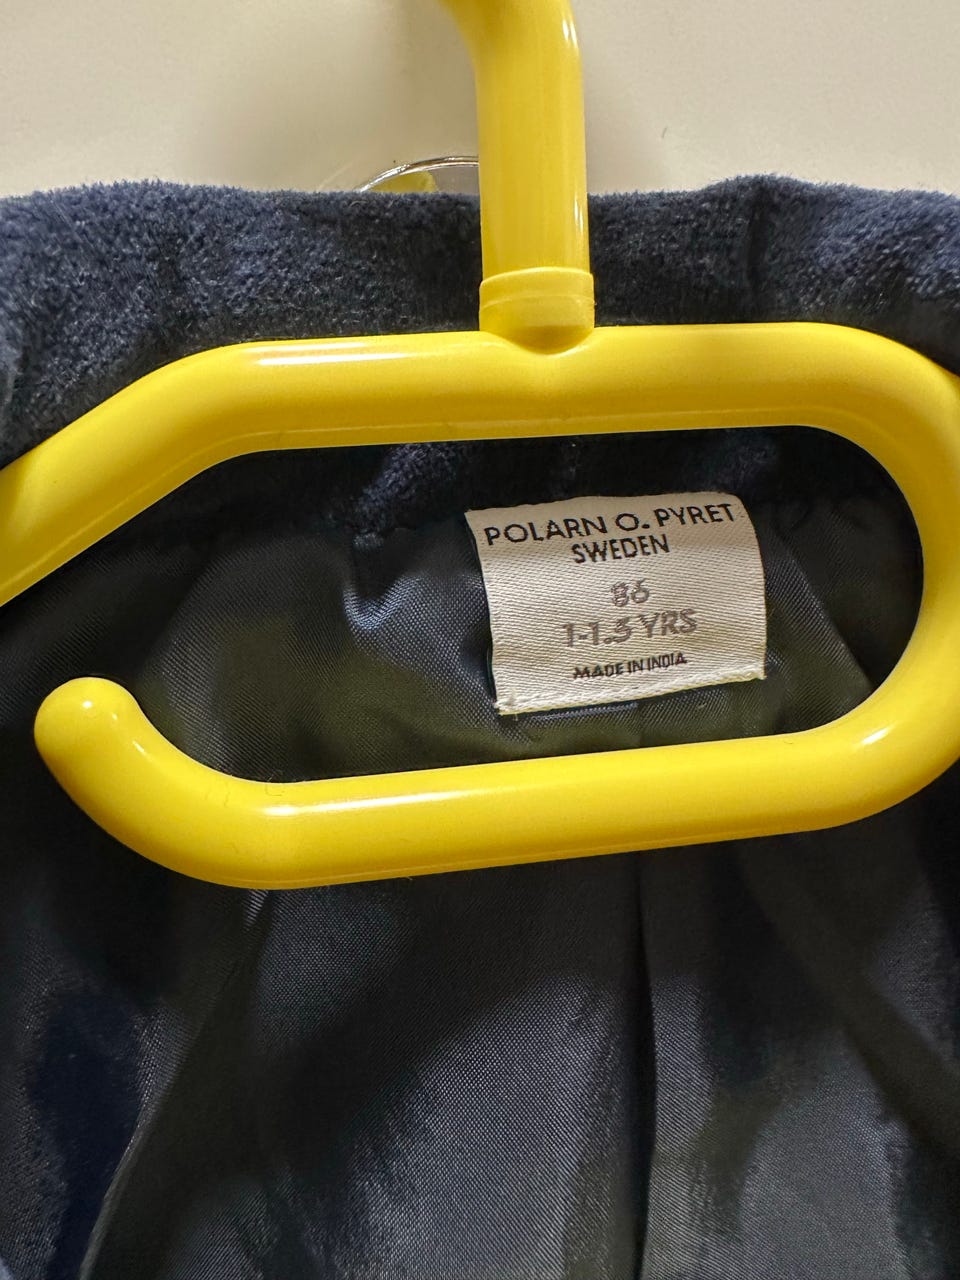 POLARN O. PYRET
SWEDEN
86
1-1.5 YRS
MADE IN INDIA